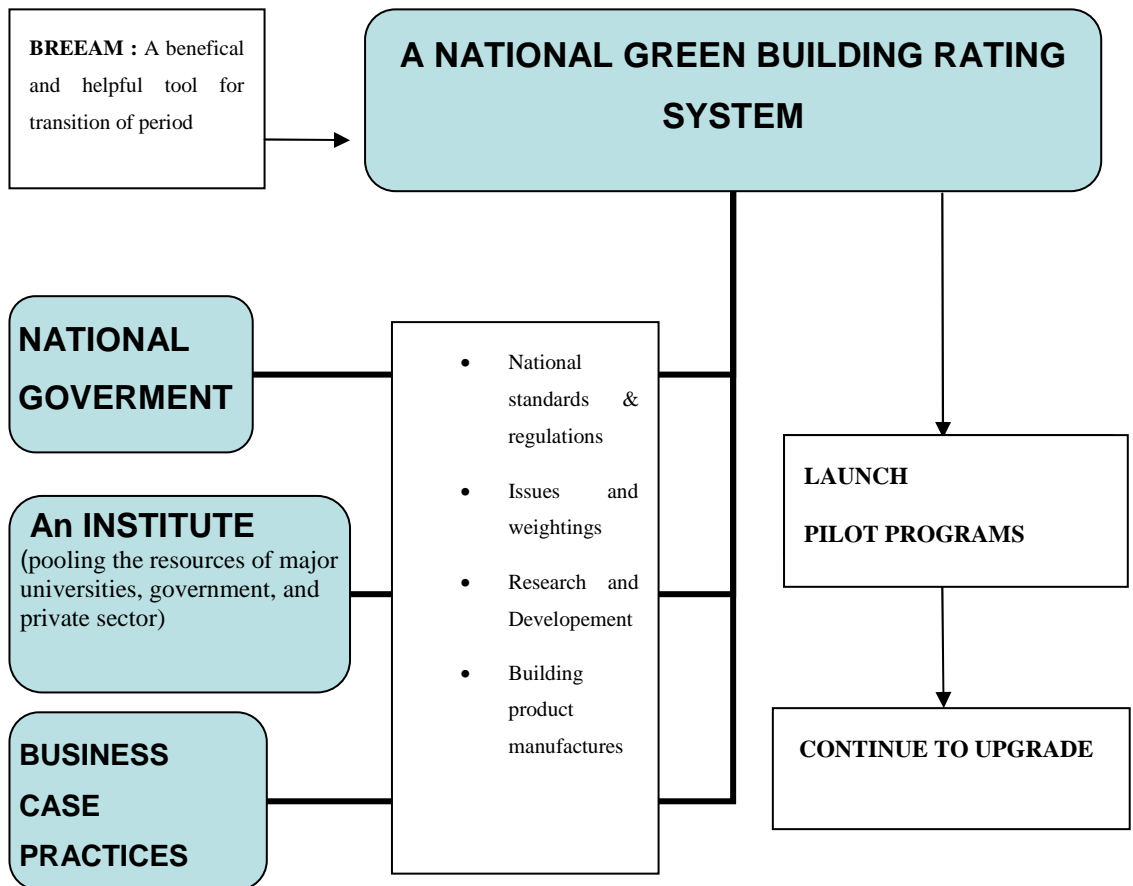 BREEAM : A benefical
and helpful tool for
transition of period
A NATIONAL GREEN BUILDING RATING
SYSTEM
NATIONAL
GOVERMENT
An INSTITUTE
(pooling the resources of major
universities, government, and
private sector)
BUSINESS
CASE
PRACTICES
• National
standards &
regulations
• Issues and
weightings
• Research and
Developement
• Building
product
manufactures
LAUNCH
PILOT PROGRAMS
CONTINUE TO UPGRADE